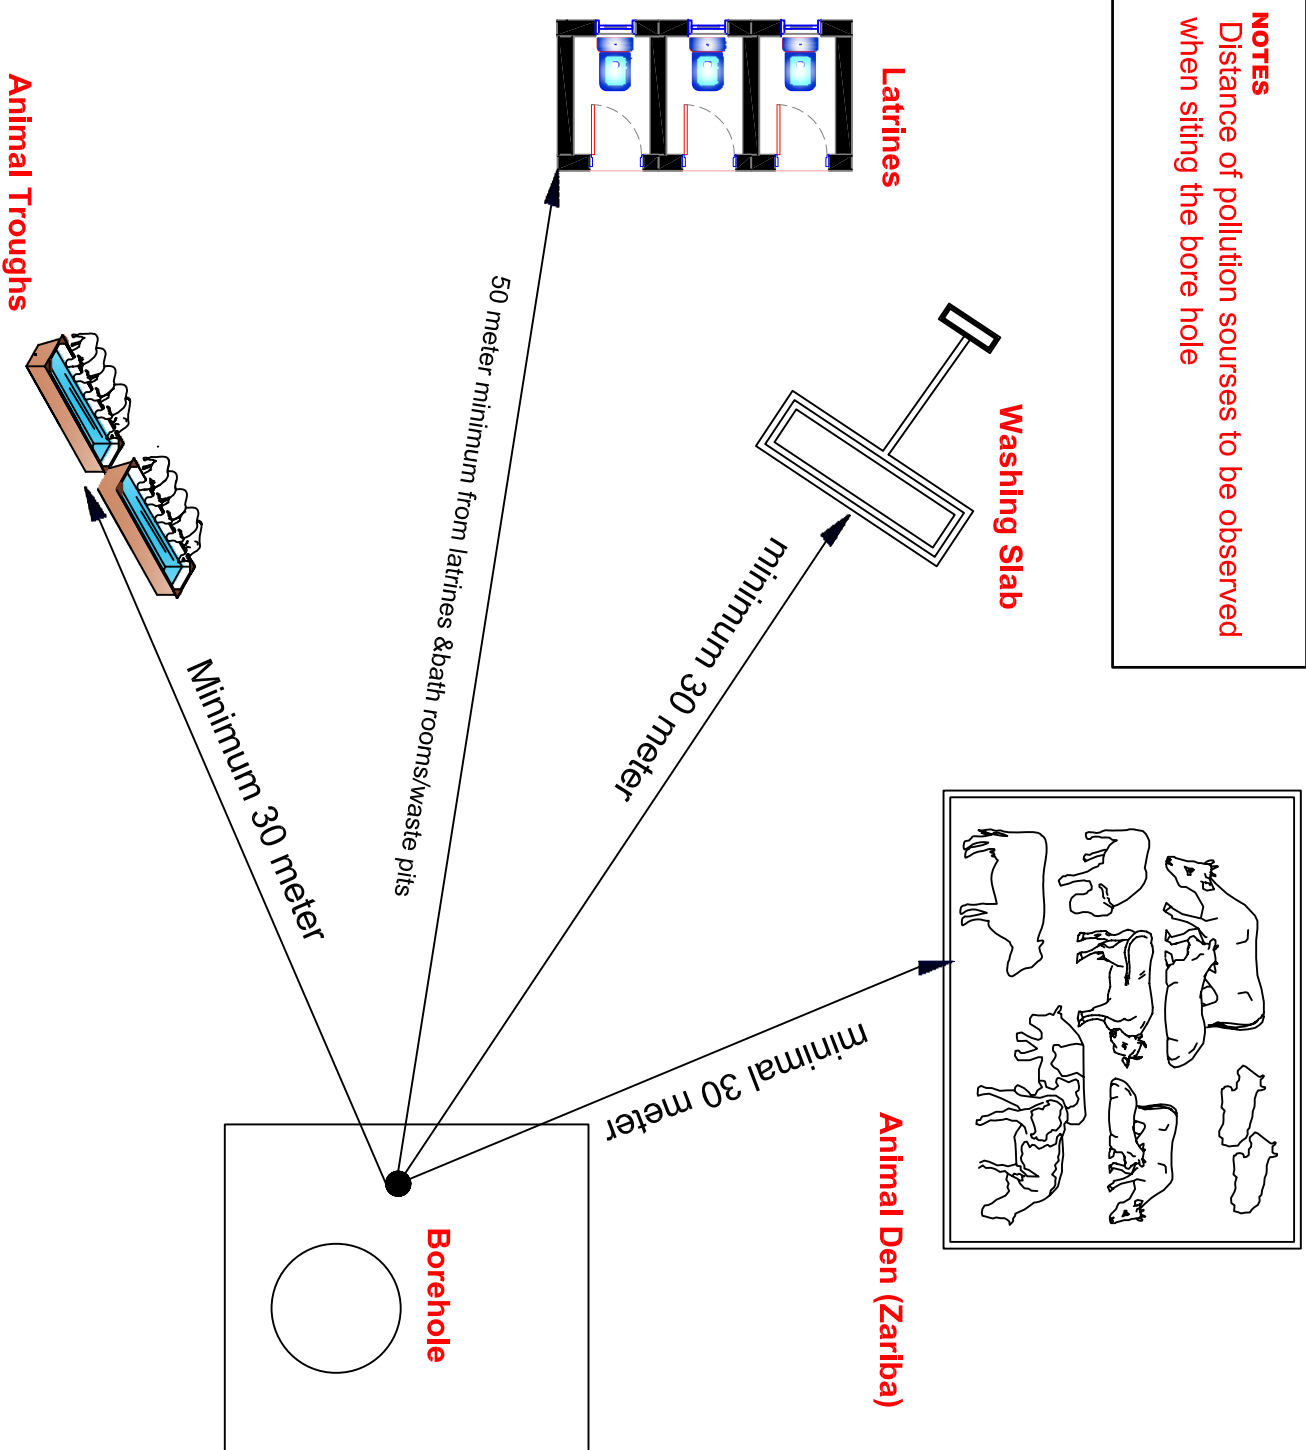 NOTES
Distance of pollution sourses to be observed
when siting the bore hole
Latrines
Washing Slab
Animal Den (Zariba)
Animal Troughs
50 meter minimum from latrines &bath rooms/waste pits
minimum 30 meter
Minimum 30 meter
minimal 30 meter
Borehole